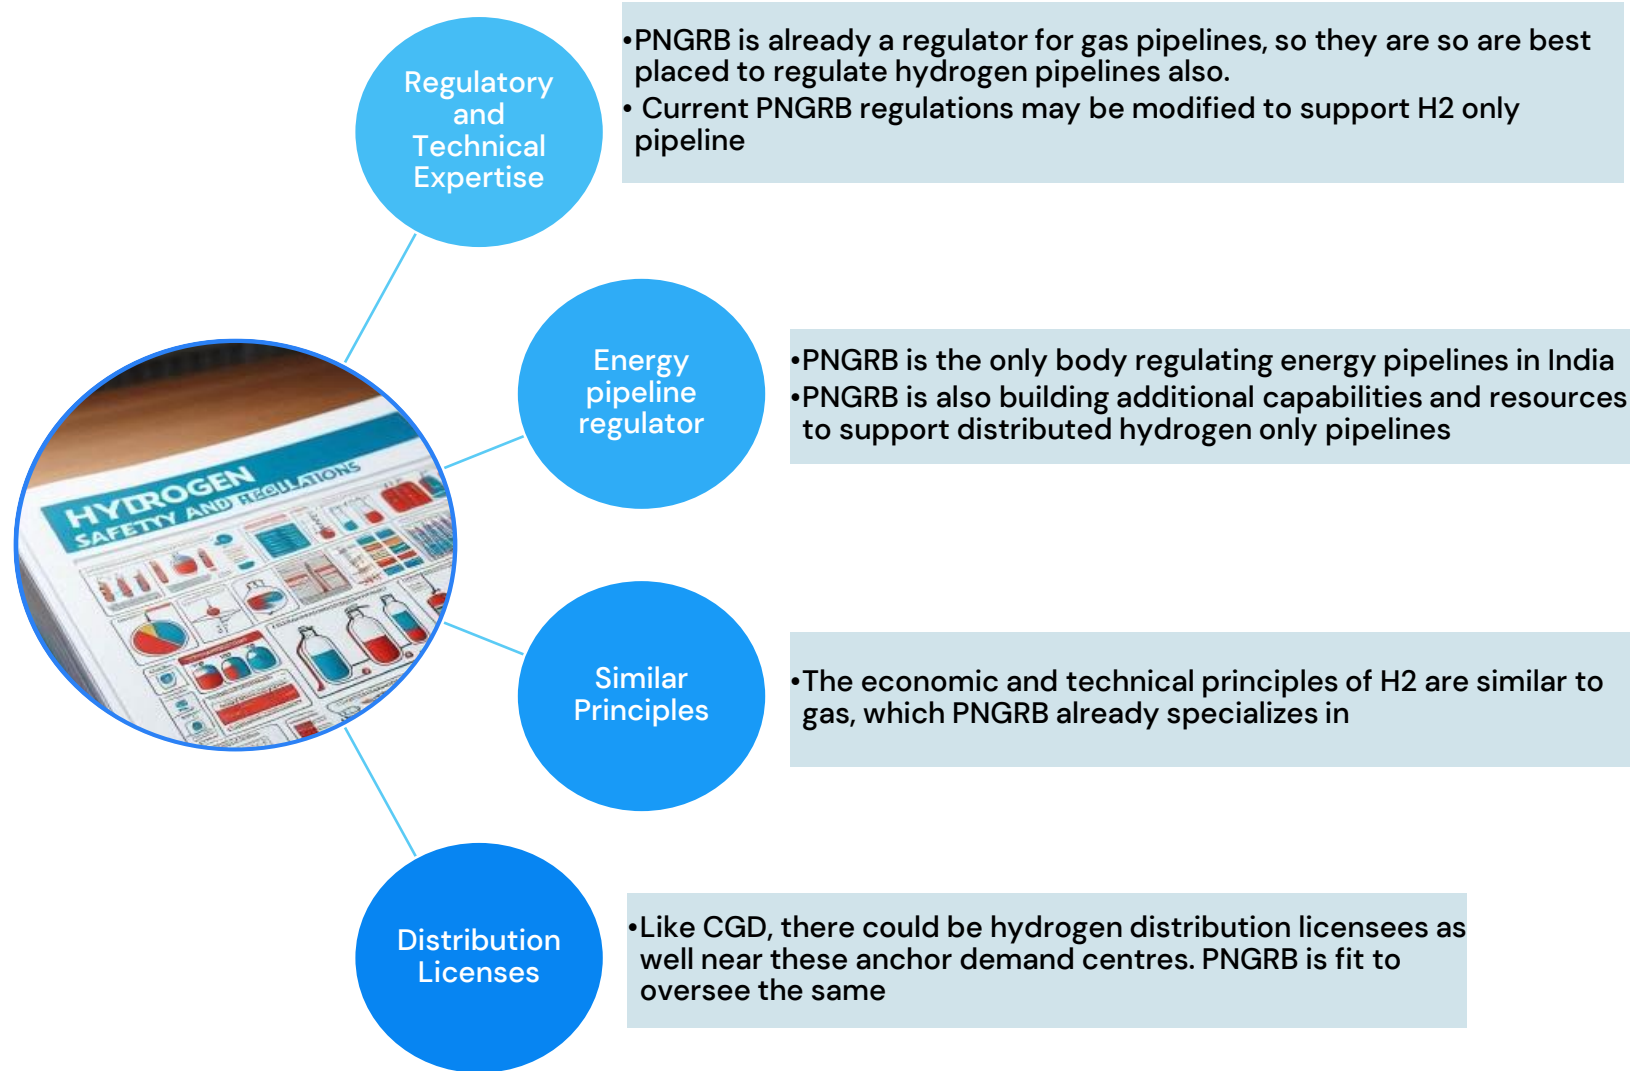 Regulatory
and
Technical
Expertise
•PNGRB is already a regulator for gas pipelines, so they are so are best
placed to regulate hydrogen pipelines also.
• Current PNGRB regulations may be modified to support H2 only
pipeline
Energy
pipeline
regulator
•PNGRB is the only body regulating energy pipelines in India
•PNGRB is also building additional capabilities and resources
to support distributed hydrogen only pipelines
HYDROGEN
SAFETYY AND REGULATIONS
Similar
Principles
•The economic and technical principles of H2 are similar to
gas, which PNGRB already specializes in
Distribution
Licenses
•Like CGD, there could be hydrogen distribution licensees as
well near these anchor demand centres. PNGRB is fit to
oversee the same